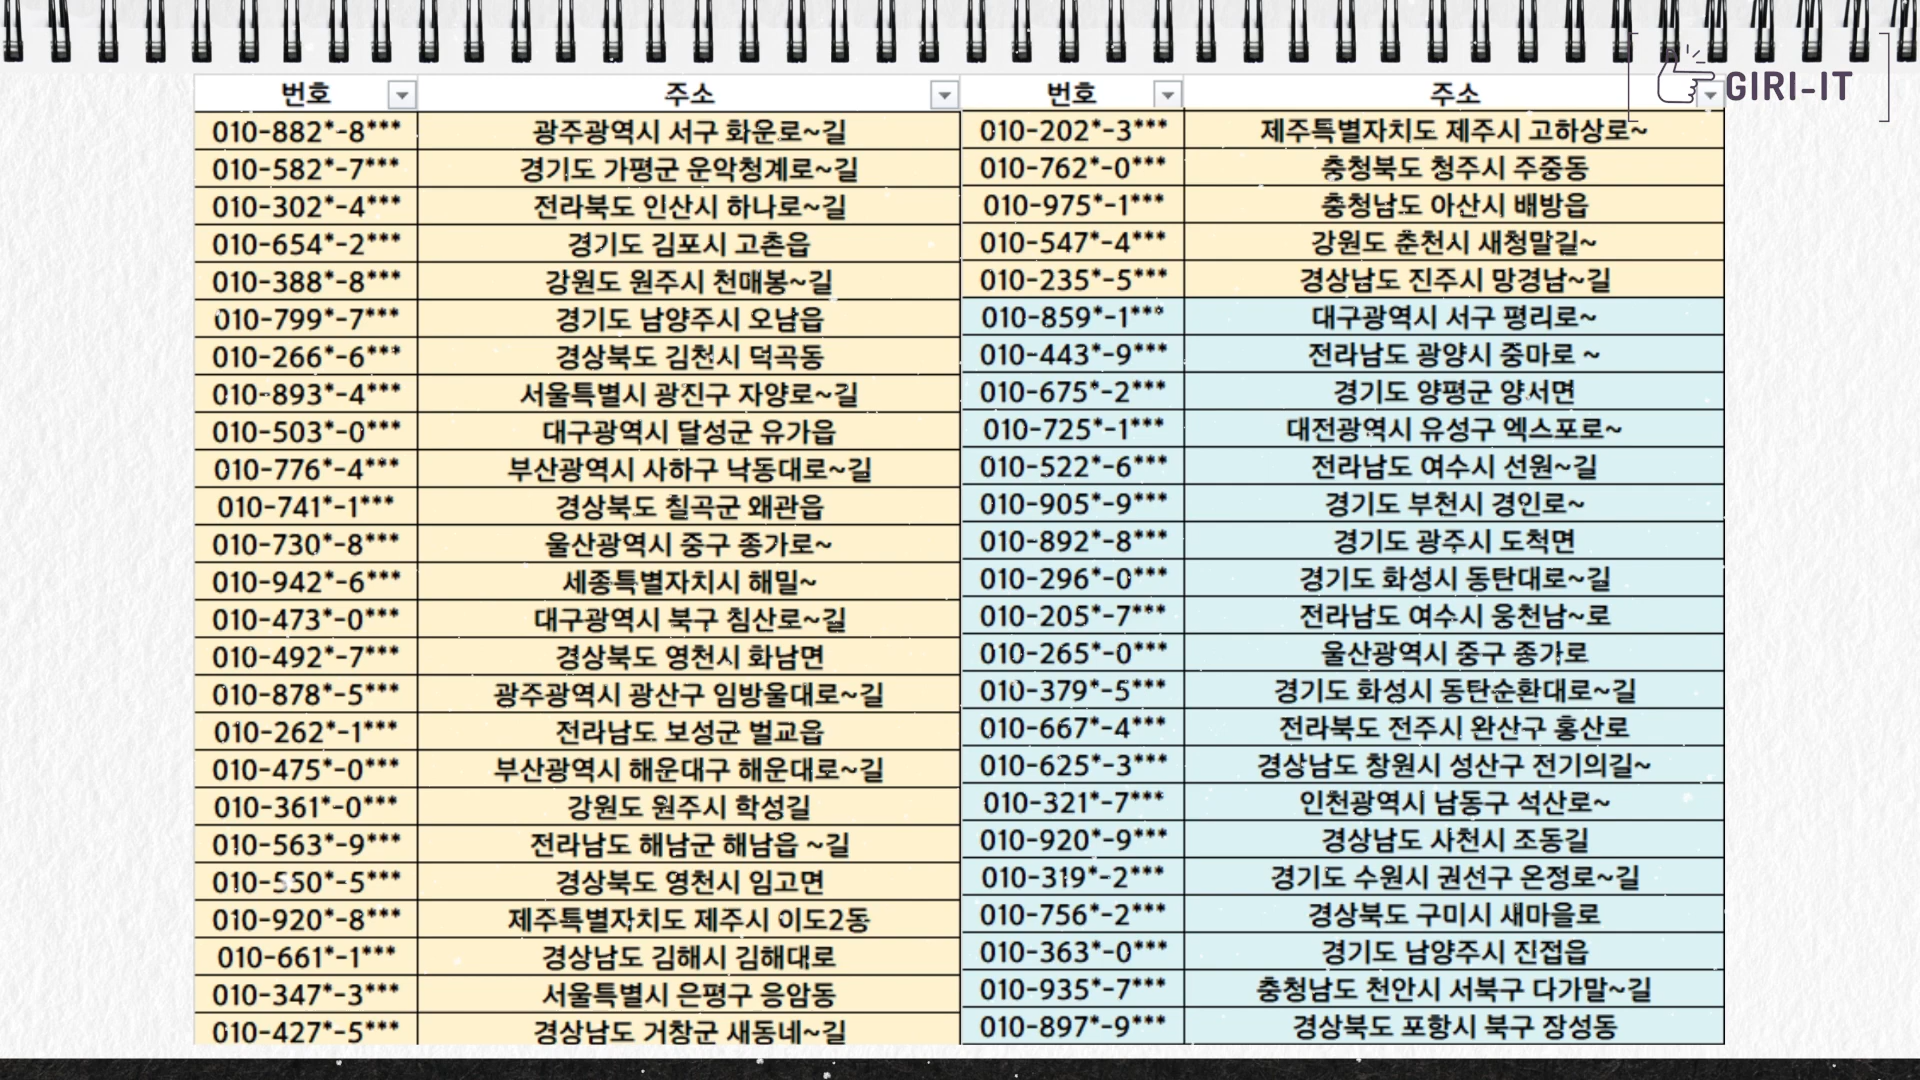 GIRI-IT
번호 주소 번호 주소
010-882*-8*** 광주광역시 서구 화운로~길 010-202*-3*** 제주특별자치도 제주시 고하상로~
010-582*-7*** 경기도 가평군 운악청계로~길 010-762*-0*** 충청북도 청주시 주중동
010-302*-4*** 전라북도 인산시 하나로~길 010-975*-1*** 충청남도 아산시 배방읍
010-654*-2*** 경기도 김포시 고촌읍 010-547*-4*** 강원도 춘천시 새청말길~
010-388*-8*** 강원도 원주시 천매봉~길 010-235*-5*** 경상남도 진주시 망경남~길
010-799*-7*** 경기도 남양주시 오남읍 010-859*-1*** 대구광역시 서구 평리로~
010-266*-6*** 경상북도 김천시 덕곡동 010-443*-9*** 전라남도 광양시 중마로 ~
010-893*-4*** 서울특별시 광진구 자양로~길 010-675*-2*** 경기도 양평군 양서면
010-503*-0*** 대구광역시 달성군 유가읍 010-725*-1*** 대전광역시 유성구 엑스포로~
010-776*-4*** 부산광역시 사하구 낙동대로~길 010-522*-6*** 전라남도 여수시 선원~길
010-741*-1*** 경상북도 칠곡군 왜관읍 010-905*-9*** 경기도 부천시 경인로~
010-730*-8*** 울산광역시 중구 종가로~ 010-892*-8*** 경기도 광주시 도척면
010-942*-6*** 세종특별자치시 해밀~ 010-296*-0*** 경기도 화성시 동탄대로~길
010-473*-0*** 대구광역시 북구 침산로~길 010-205*-7*** 전라남도 여수시 웅천남~로
010-492*-7*** 경상북도 영천시 화남면 010-265*-0*** 울산광역시 중구 종가로
010-878*-5*** 광주광역시 광산구 임방울대로~길 010-379*-5*** 경기도 화성시 동탄순환대로~길
010-262*-1*** 전라남도 보성군 벌교읍 010-667*-4*** 전라북도 전주시 완산구 홍산로
010-475*-0*** 부산광역시 해운대구 해운대로~길 010-625*-3*** 경상남도 창원시 성산구 전기의길~
010-361*-0*** 강원도 원주시 학성길 010-321*-7*** 인천광역시 남동구 석산로~
010-563*-9*** 전라남도 해남군 해남읍 ~길 010-920*-9*** 경상남도 사천시 조동길
010-550*-5*** 경상북도 영천시 임고면 010-319*-2*** 경기도 수원시 권선구 온정로~길
010-920*-8*** 제주특별자치도 제주시 이도2동 010-756*-2*** 경상북도 구미시 새마을로
010-661*-1*** 경상남도 김해시 김해대로 010-363*-0*** 경기도 남양주시 진접읍
010-347*-3*** 서울특별시 은평구 응암동 010-935*-7*** 충청남도 천안시 서북구 다가말~길
010-427*-5*** 경상남도 거창군 새동네~길 010-897*-9*** 경상북도 포항시 북구 장성동